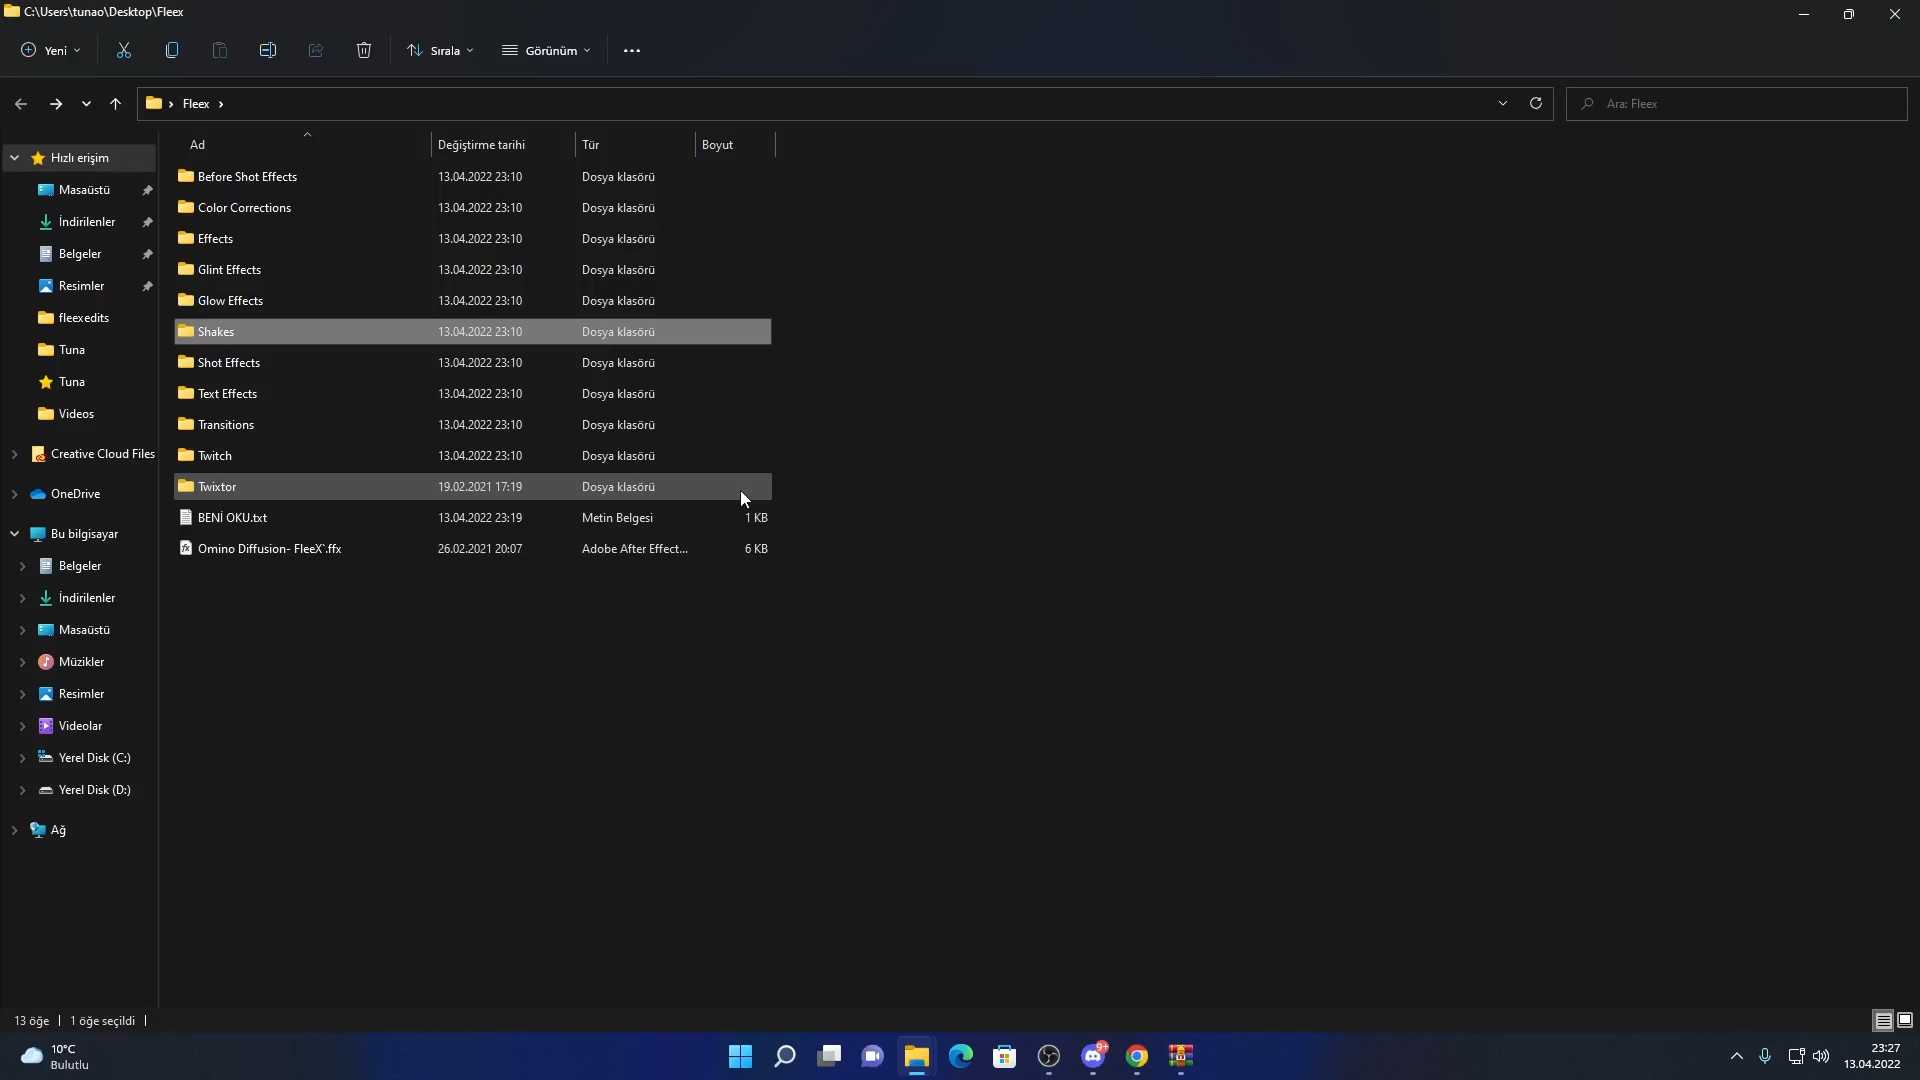 C:\Users\tunao\Desktop\Fleex
Yeni
Sırala
Görünüm
Fleex
Ara: Fleex
Ad Değiştirme tarihi Tür Boyut
Hızlı erişim
Masaüstü
İndirilenler
Belgeler
Resimler
fleexedits
Tuna
Tuna
Videos
Creative Cloud Files
OneDrive
Bu bilgisayar
Belgeler
İndirilenler
Masaüstü
Müzikler
Resimler
Videolar
Yerel Disk (C:)
Yerel Disk (D:)
Ağ
Before Shot Effects 13.04.2022 23:10 Dosya klasörü
Color Corrections 13.04.2022 23:10 Dosya klasörü
Effects 13.04.2022 23:10 Dosya klasörü
Glint Effects 13.04.2022 23:10 Dosya klasörü
Glow Effects 13.04.2022 23:10 Dosya klasörü
Shakes 13.04.2022 23:10 Dosya klasörü
Shot Effects 13.04.2022 23:10 Dosya klasörü
Text Effects 13.04.2022 23:10 Dosya klasörü
Transitions 13.04.2022 23:10 Dosya klasörü
Twitch 13.04.2022 23:10 Dosya klasörü
Twixtor 19.02.2021 17:19 Dosya klasörü
BENİ OKU.txt 13.04.2022 23:19 Metin Belgesi 1 KB
Omino Diffusion- FleeX`.ffx 26.02.2021 20:07 Adobe After Effect... 6 KB
13 öğe 1 öğe seçildi
10°C
Bulutlu
9+
23:27
13.04.2022